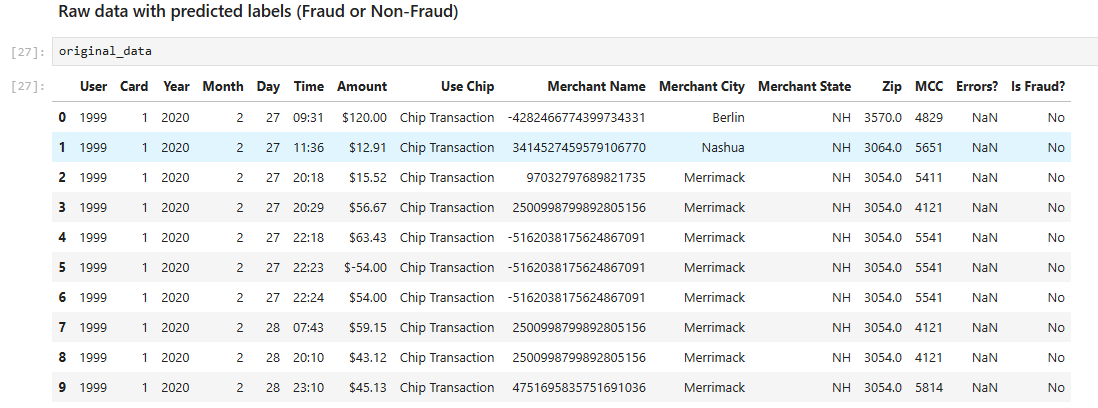 Raw data with predicted labels (Fraud or Non-Fraud)
[27]: original_data
[27]: User Card Year Month Day Time Amount Use Chip Merchant Name Merchant City Merchant State Zip MCC Errors? Is Fraud?
0 1999 1 2020 2 27 09:31 $120.00 Chip Transaction -4282466774399734331 Berlin NH 3570.0 4829 NaN No
1 1999 1 2020 2 27 11:36 $12.91 Chip Transaction 3414527459579106770 Nashua NH 3064.0 5651 NaN No
2 1999 1 2020 2 27 20:18 $15.52 Chip Transaction 97032797689821735 Merrimack NH 3054.0 5411 NaN No
3 1999 1 2020 2 27 20:29 $56.67 Chip Transaction 2500998799892805156 Merrimack NH 3054.0 4121 NaN No
4 1999 1 2020 2 27 22:18 $63.43 Chip Transaction -5162038175624867091 Merrimack NH 3054.0 5541 NaN No
5 1999 1 2020 2 27 22:23 $-54.00 Chip Transaction -5162038175624867091 Merrimack NH 3054.0 5541 NaN No
6 1999 1 2020 2 27 22:24 $54.00 Chip Transaction -5162038175624867091 Merrimack NH 3054.0 5541 NaN No
7 1999 1 2020 2 28 07:43 $59.15 Chip Transaction 2500998799892805156 Merrimack NH 3054.0 4121 NaN No
8 1999 1 2020 2 28 20:10 $43.12 Chip Transaction 2500998799892805156 Merrimack NH 3054.0 4121 NaN No
9 1999 1 2020 2 28 23:10 $45.13 Chip Transaction 4751695835751691036 Merrimack NH 3054.0 5814 NaN No